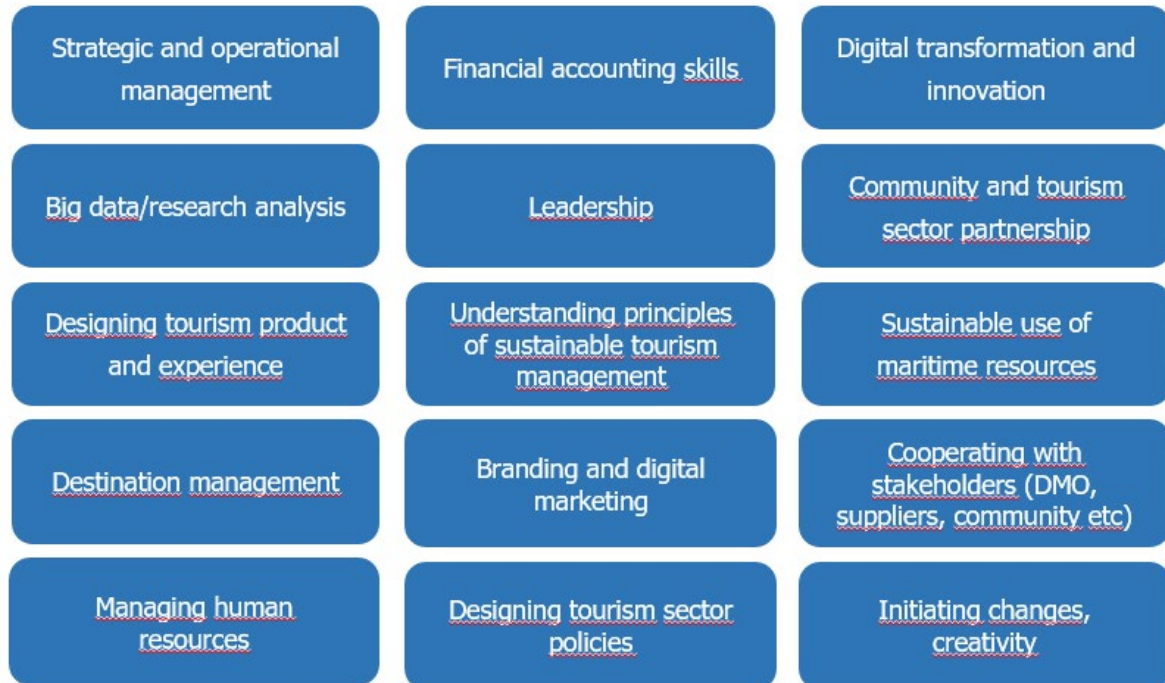 Strategic and operational
management
Financial accounting skills
Digital transformation and
innovation
Big data/research analysis
Leadership
Community and tourism
sector partnership
Designing tourism product
and experience
Understanding principles
of sustainable tourism
management
Sustainable use of
maritime resources
Destination management
Branding and digital
marketing
Cooperating with
stakeholders (DMO,
suppliers, community etc)
Managing human
resources
Designing tourism sector
policies
Initiating changes,
creativity